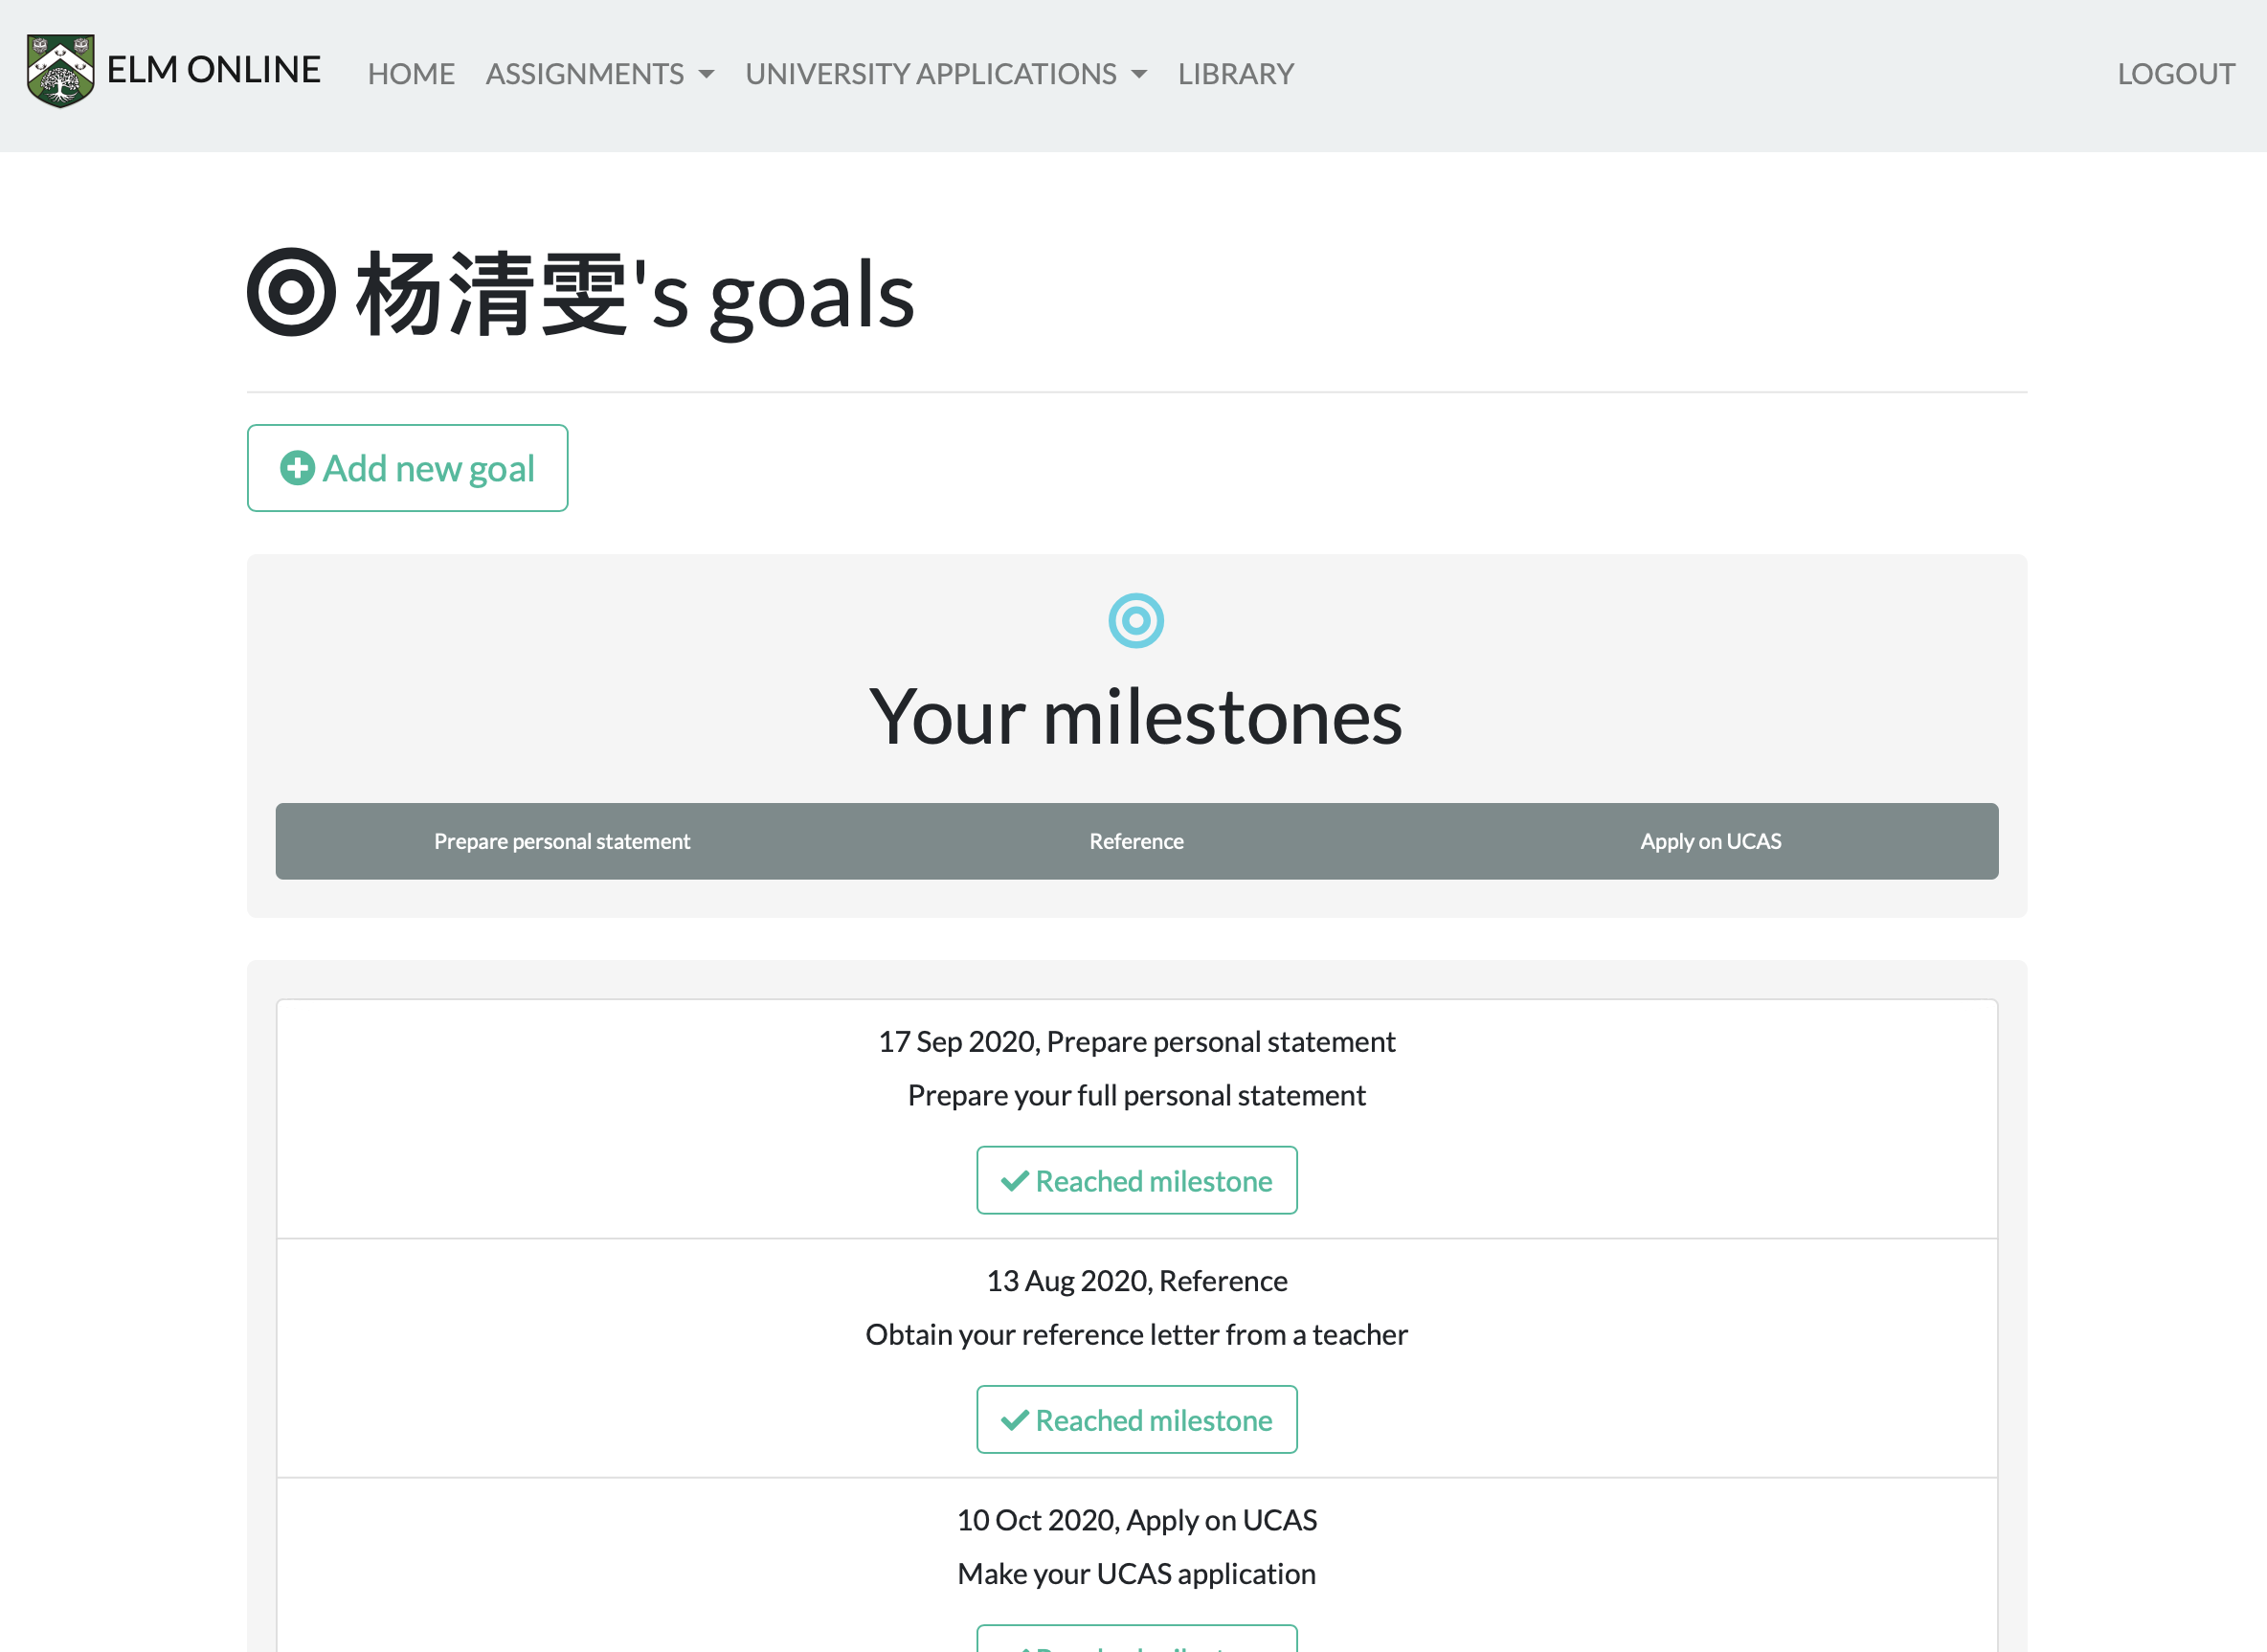 ELM ONLINE HOME ASSIGNMENTS UNIVERSITY APPLICATIONS LIBRARY LOGOUT
杨清雯's goals
Add new goal
Your milestones
Prepare personal statement Reference Apply on UCAS
17 Sep 2020, Prepare personal statement
Prepare your full personal statement
Reached milestone
13 Aug 2020, Reference
Obtain your reference letter from a teacher
Reached milestone
10 Oct 2020, Apply on UCAS
Make your UCAS application